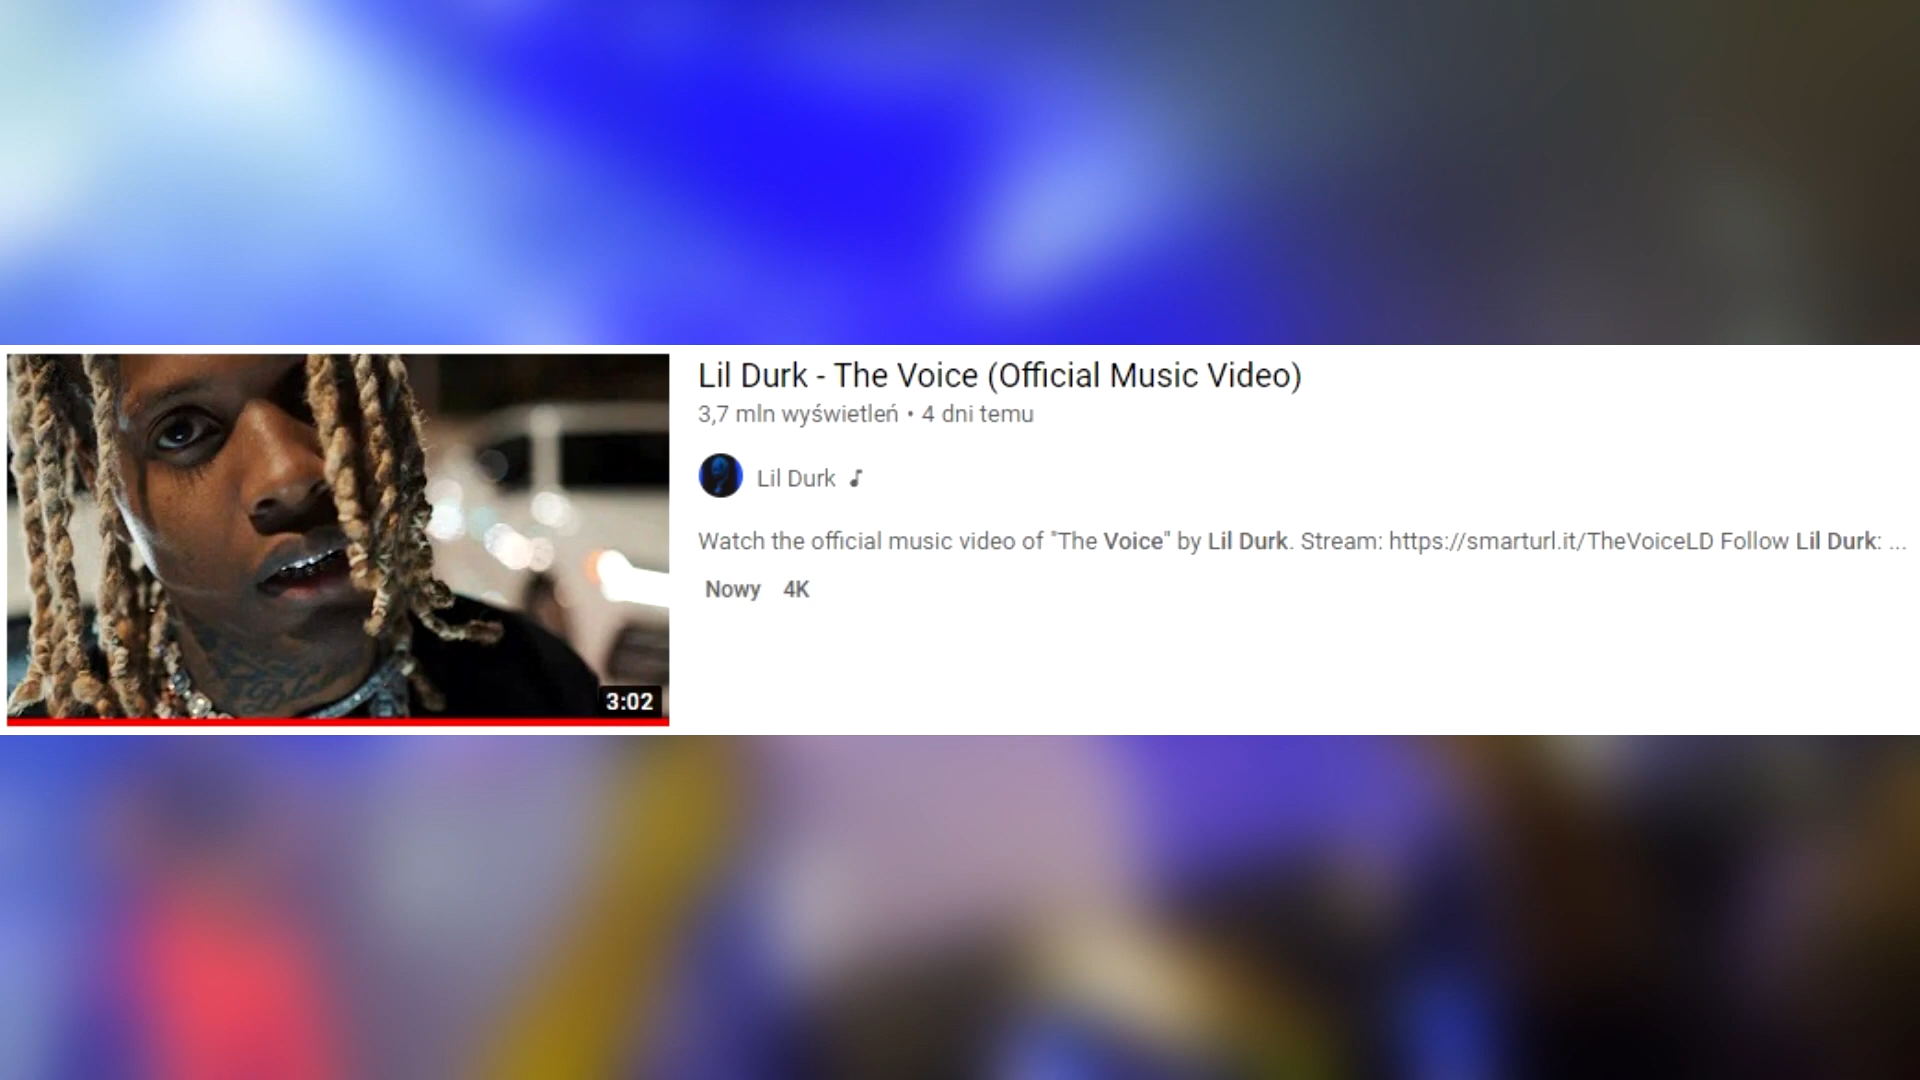 Lil Durk - The Voice (Official Music Video)
3,7 mln wyświetleń • 4 dni temu
Lil Durk ♪
Watch the official music video of "The Voice" by Lil Durk. Stream: https://smarturl.it/TheVoiceLD Follow Lil Durk: ...
Nowy 4K
3:02